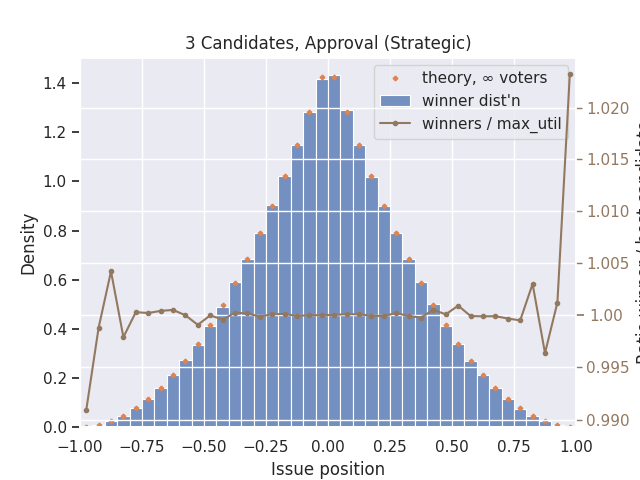 3 Candidates, Approval (Strategic)
theory, ∞ voters
winner dist'n
winners / max_util
Density
1.4
1.2
1.0
0.8
0.6
0.4
0.2
0.0
1.020
1.015
1.010
1.005
1.00
0.995
0.990
−1.00 −0.75 −0.50 −0.25 0.00 0.25 0.50 0.75 1.00
Issue position